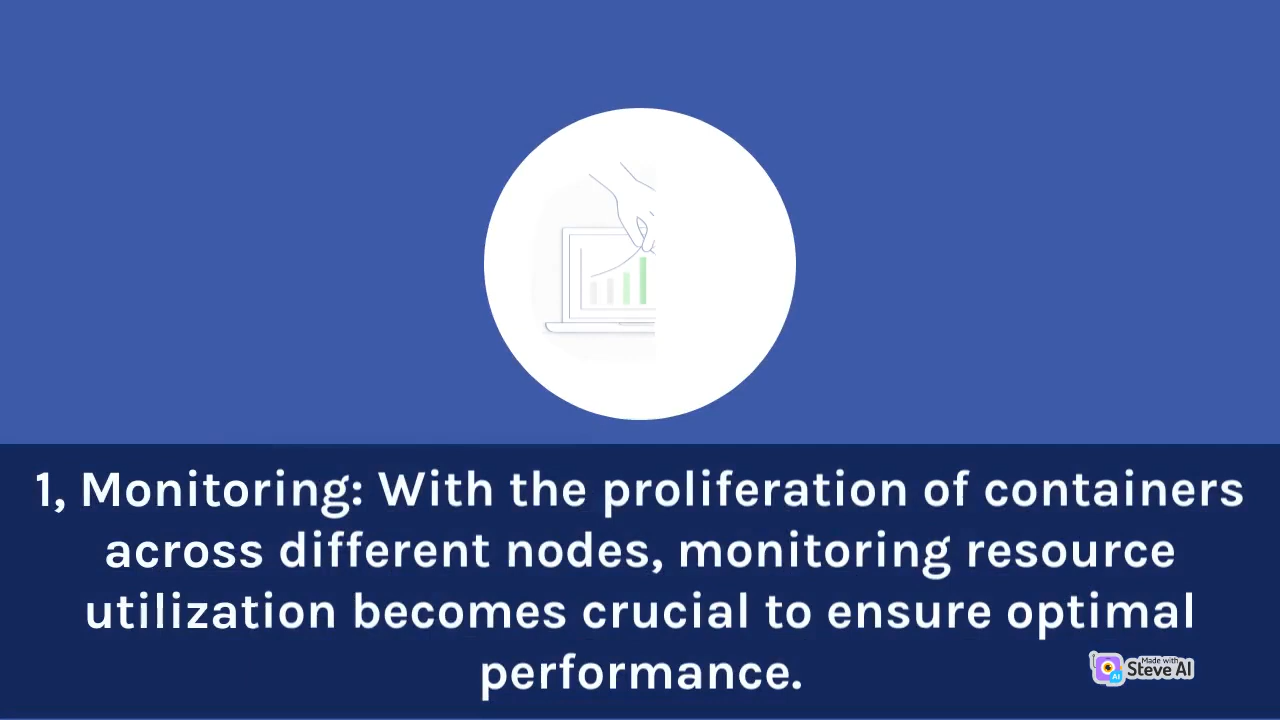 1, Monitoring: With the proliferation of containers
across different nodes, monitoring resource
utilization becomes crucial to ensure optimal
performance.
Made with
Steve AI
AI